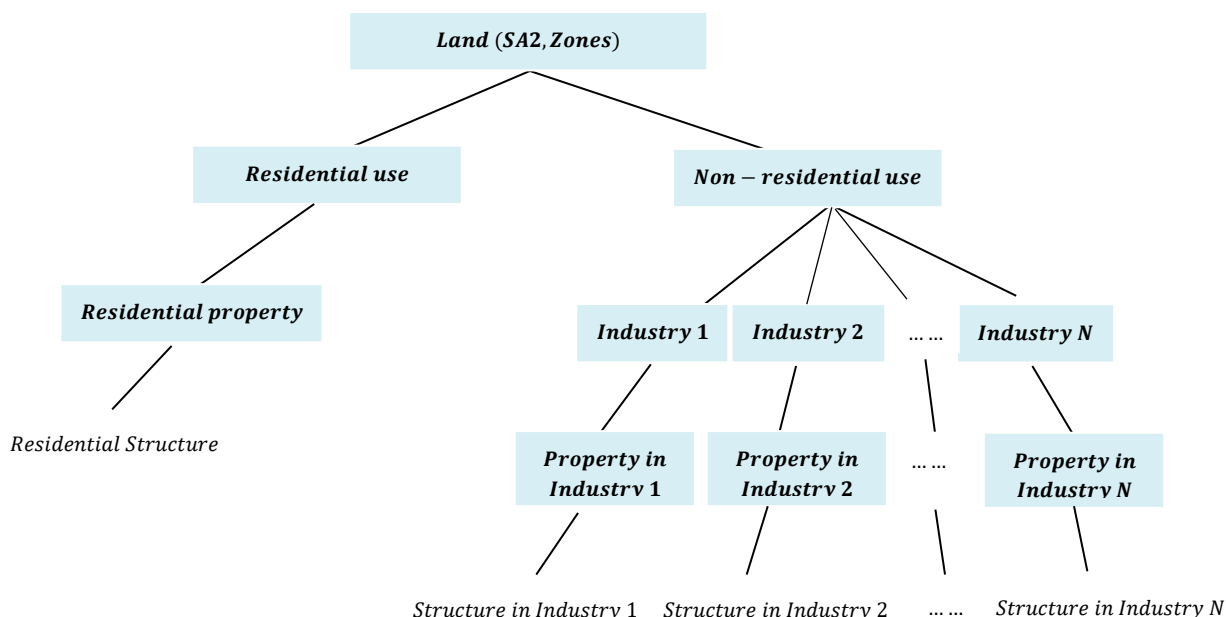 Land (SA2, Zones)
Residential use
Non − residential use
Residential property
Industry 1
Industry 2
... ...
Industry N
Residential Structure
Property in
Industry 1
Property in
Industry 2
... ...
Property in
Industry N
Structure in Industry 1
Structure in Industry 2
... ...
Structure in Industry N